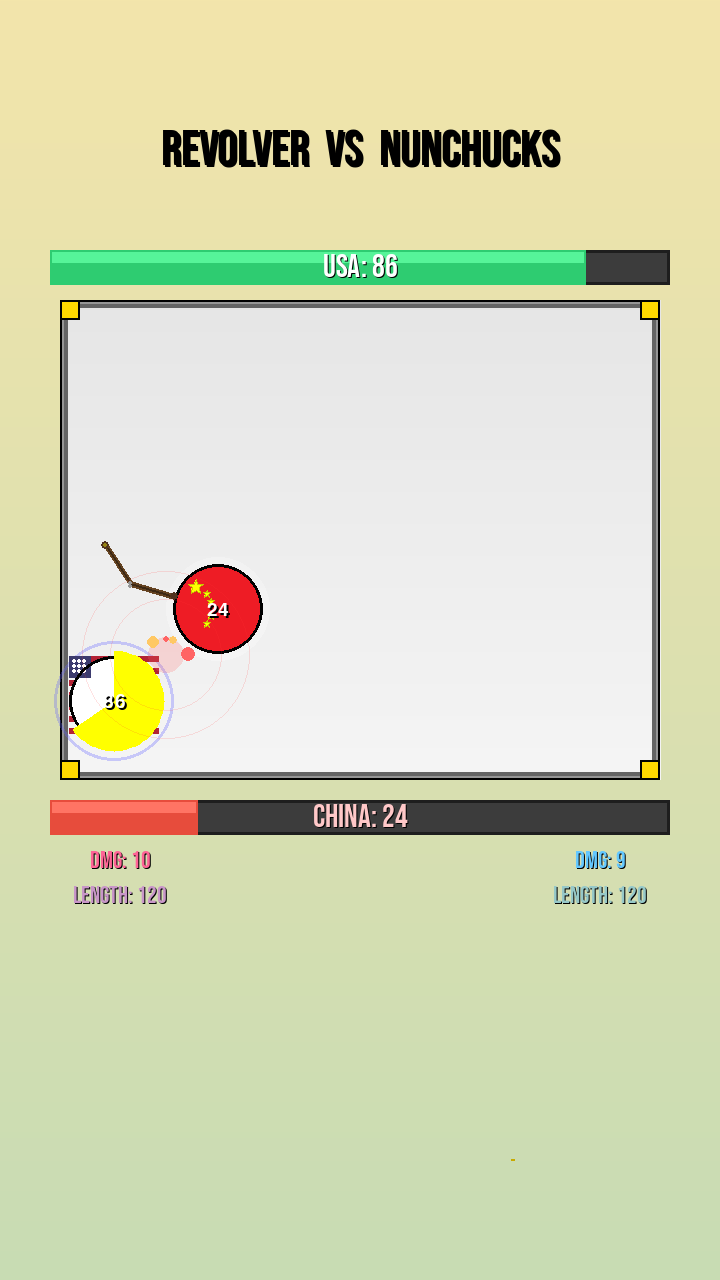 REVOLVER VS NUNCHUCKS
USA: 86
24
86
CHINA: 24
DMG: 10
DMG: 9
LENGTH: 120
LENGTH: 120